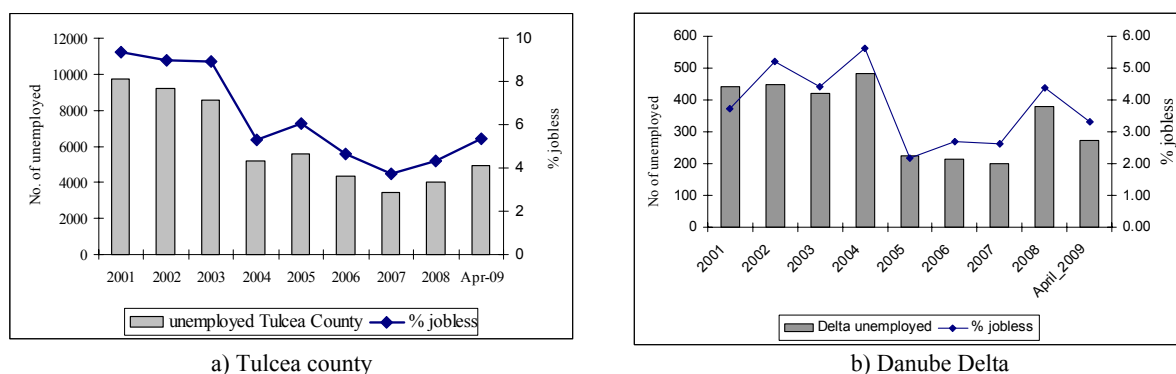 12000
10000
8000
6000
4000
2000
0
No. of unemployed
10
8
6
4
2
0
% jobless
2001 2002 2003 2004 2005 2006 2007 2008 Apr-09
unemployed Tulcea County % jobless
a) Tulcea county
600
500
400
300
200
100
0
No of unemployed
6.00
5.00
4.00
3.00
2.00
1.00
0.00
% jobless
2001 2002 2003 2004 2005 2006 2007 2008 April_2009
Delta unemployed % jobless
b) Danube Delta